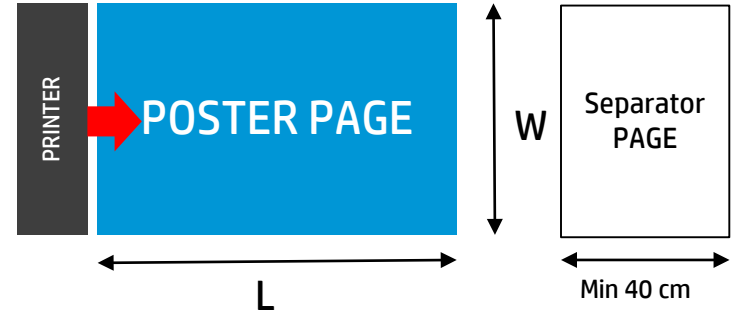 PRINTER
POSTER PAGE
W
Separator
PAGE
L
Min 40 cm